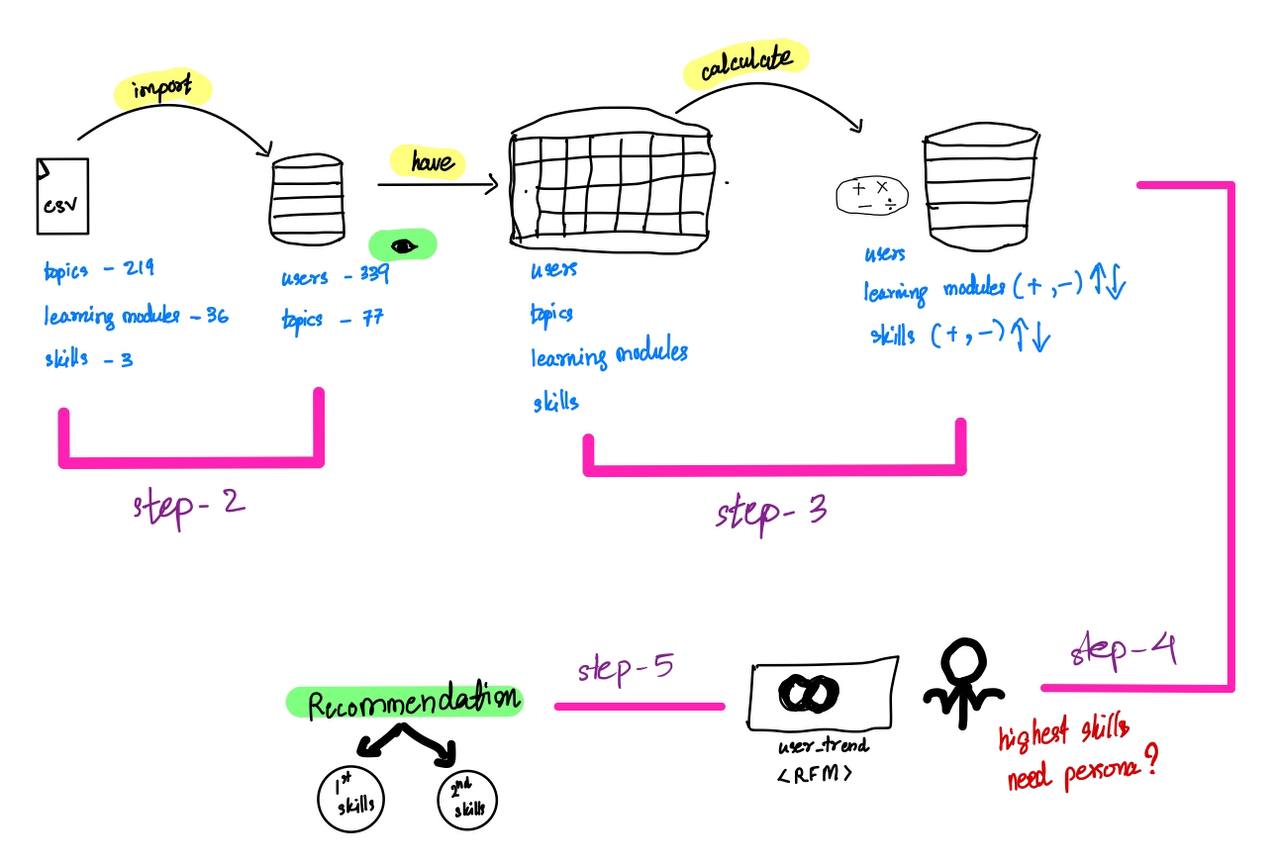 import
calculate
have
csv
+ ×
− ÷
topics - 219
learning modules - 36
skills - 3
users - 339
topics - 77
users
topics
learning modules
skills
users
learning modules (+,-) ↑↓
skills (+,-) ↑↓
step-2
step-3
step-4
step-5
Recommendation
1st
skills
2nd
skills
user_trend
<RFM>
highest skills
need persona?